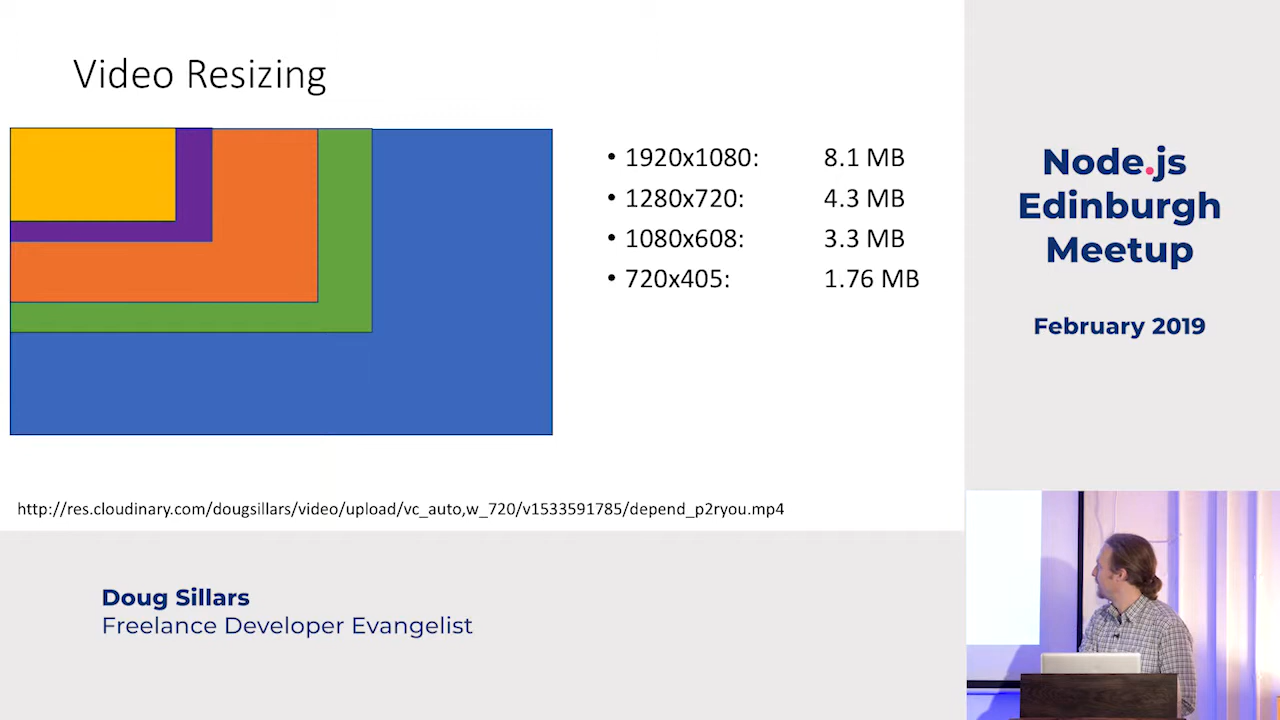 Video Resizing
• 1920x1080: 8.1 MB
• 1280x720: 4.3 MB
• 1080x608: 3.3 MB
• 720x405: 1.76 MB
http://res.cloudinary.com/dougsillars/video/upload/vc_auto,w_720/v1533591785/depend_p2ryou.mp4
Node.js
Edinburgh
Meetup
February 2019
Doug Sillars
Freelance Developer Evangelist